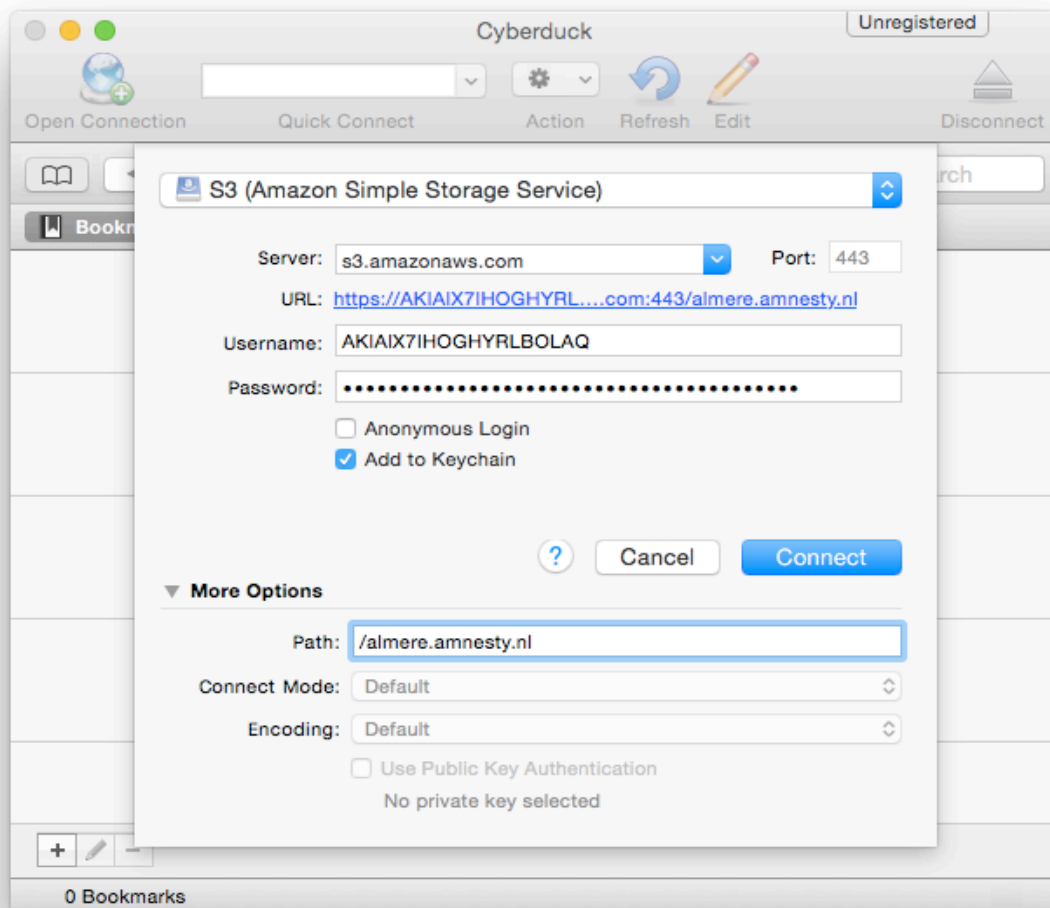 Cyberduck
Unregistered
Open Connection
Quick Connect
Action
Refresh
Edit
Disconnect
S3 (Amazon Simple Storage Service)
Server: s3.amazonaws.com Port: 443
URL: https://AKIAIX7IHOGHYRL....com:443/almere.amnesty.nl
Username: AKIAIX7IHOGHYRLBOLAQ
Password: ••••••••••••••••••••••••••••••••••••••••
Anonymous Login
Add to Keychain
? Cancel Connect
More Options
Path: /almere.amnesty.nl
Connect Mode: Default
Encoding: Default
Use Public Key Authentication
No private key selected
0 Bookmarks